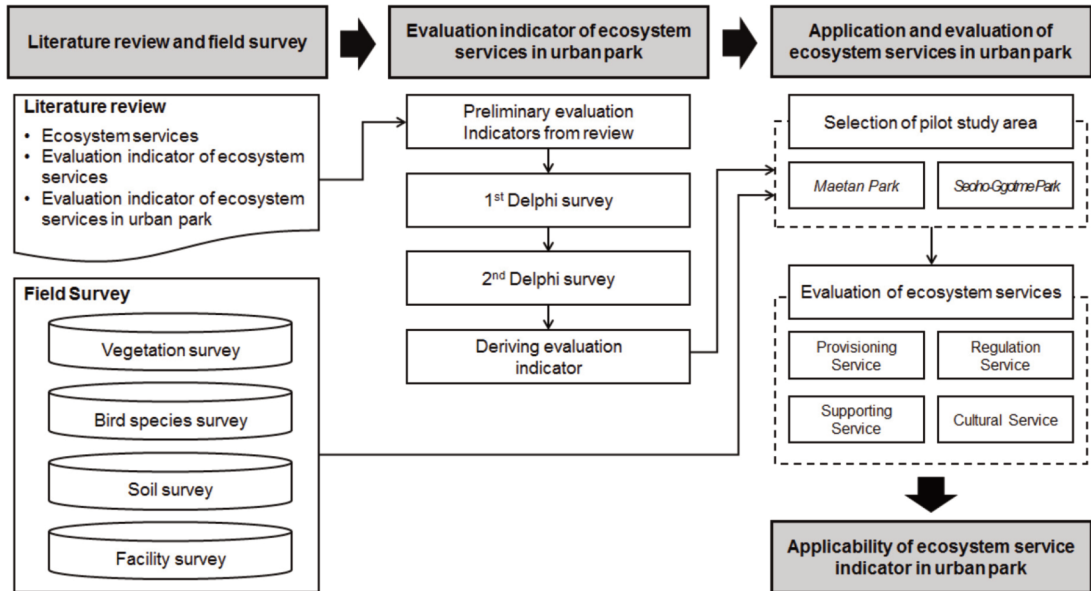 Literature review and field survey
Evaluation indicator of ecosystem
services in urban park
Application and evaluation of
ecosystem services in urban park
Literature review
• Ecosystem services
• Evaluation indicator of ecosystem
services
• Evaluation indicator of ecosystem
services in urban park
Field Survey
Vegetation survey
Bird species survey
Soil survey
Facility survey
Preliminary evaluation
Indicators from review
1st Delphi survey
2nd Delphi survey
Deriving evaluation
indicator
Selection of pilot study area
Maetan Park
Seoho-Ggotme Park
Evaluation of ecosystem services
Provisioning
Service
Regulation
Service
Supporting
Service
Cultural Service
Applicability of ecosystem service
indicator in urban park